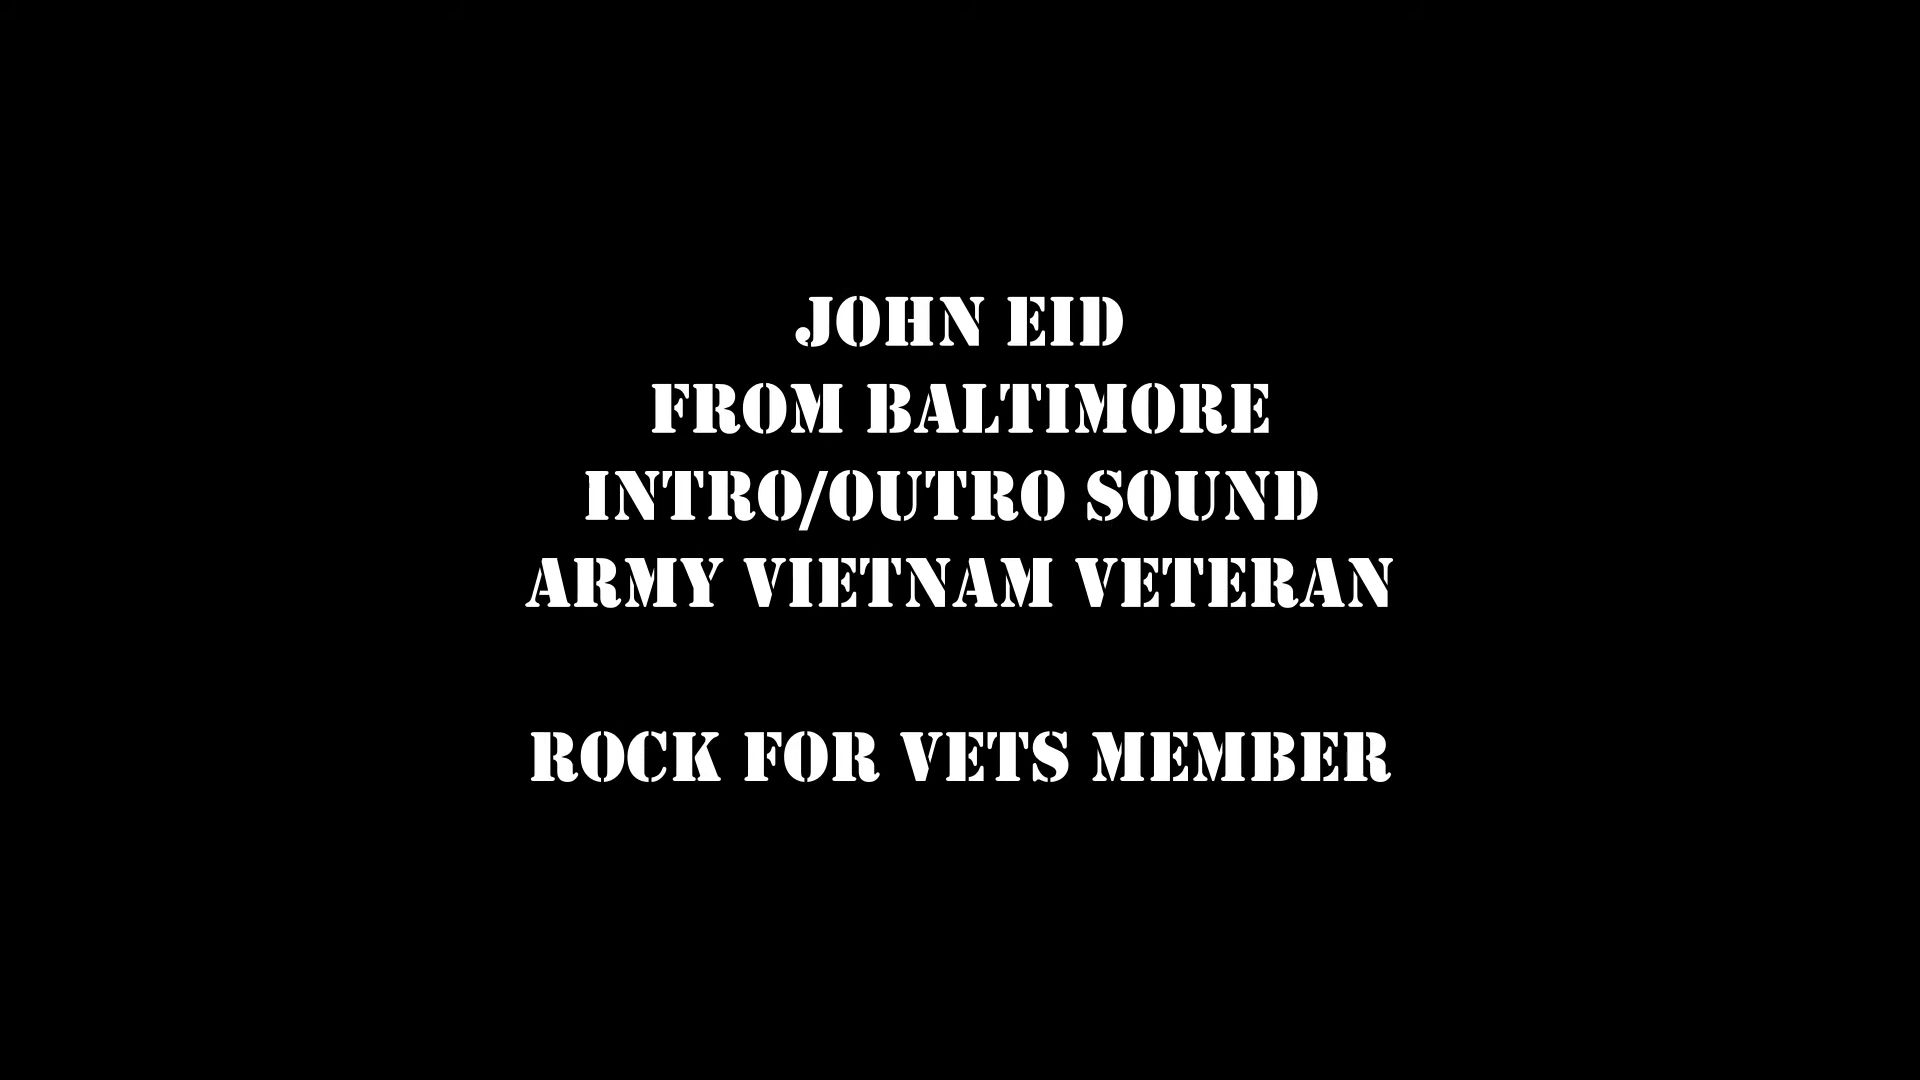 JOHN EID
FROM BALTIMORE
INTRO/OUTRO SOUND
ARMY VIETNAM VETERAN
ROCK FOR VETS MEMBER